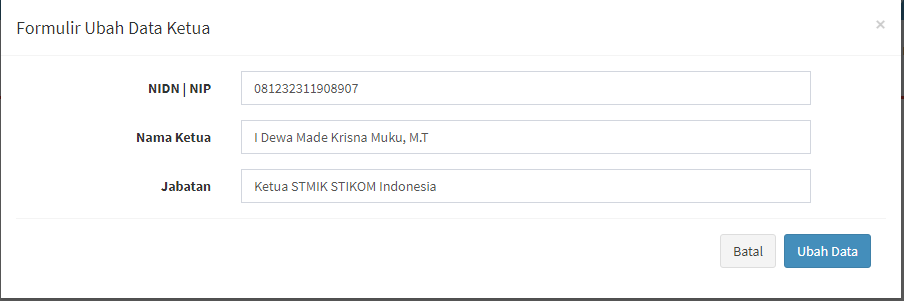 Formulir Ubah Data Ketua
×
NIDN | NIP 081232311908907
Nama Ketua I Dewa Made Krisna Muku, M.T
Jabatan Ketua STMIK STIKOM Indonesia
Batal Ubah Data